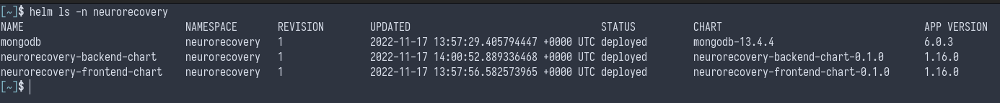 [~]$ helm ls -n neurorecovery
NAME NAMESPACE REVISION UPDATED STATUS CHART APP VERSION
mongodb neurorecovery 1 2022-11-17 13:57:29.405794447 +0000 UTC deployed mongodb-13.4.4 6.0.3
neurorecovery-backend-chart neurorecovery 1 2022-11-17 14:00:52.889336468 +0000 UTC deployed neurorecovery-backend-chart-0.1.0 1.16.0
neurorecovery-frontend-chart neurorecovery 1 2022-11-17 13:57:56.582573965 +0000 UTC deployed neurorecovery-frontend-chart-0.1.0 1.16.0
[~]$